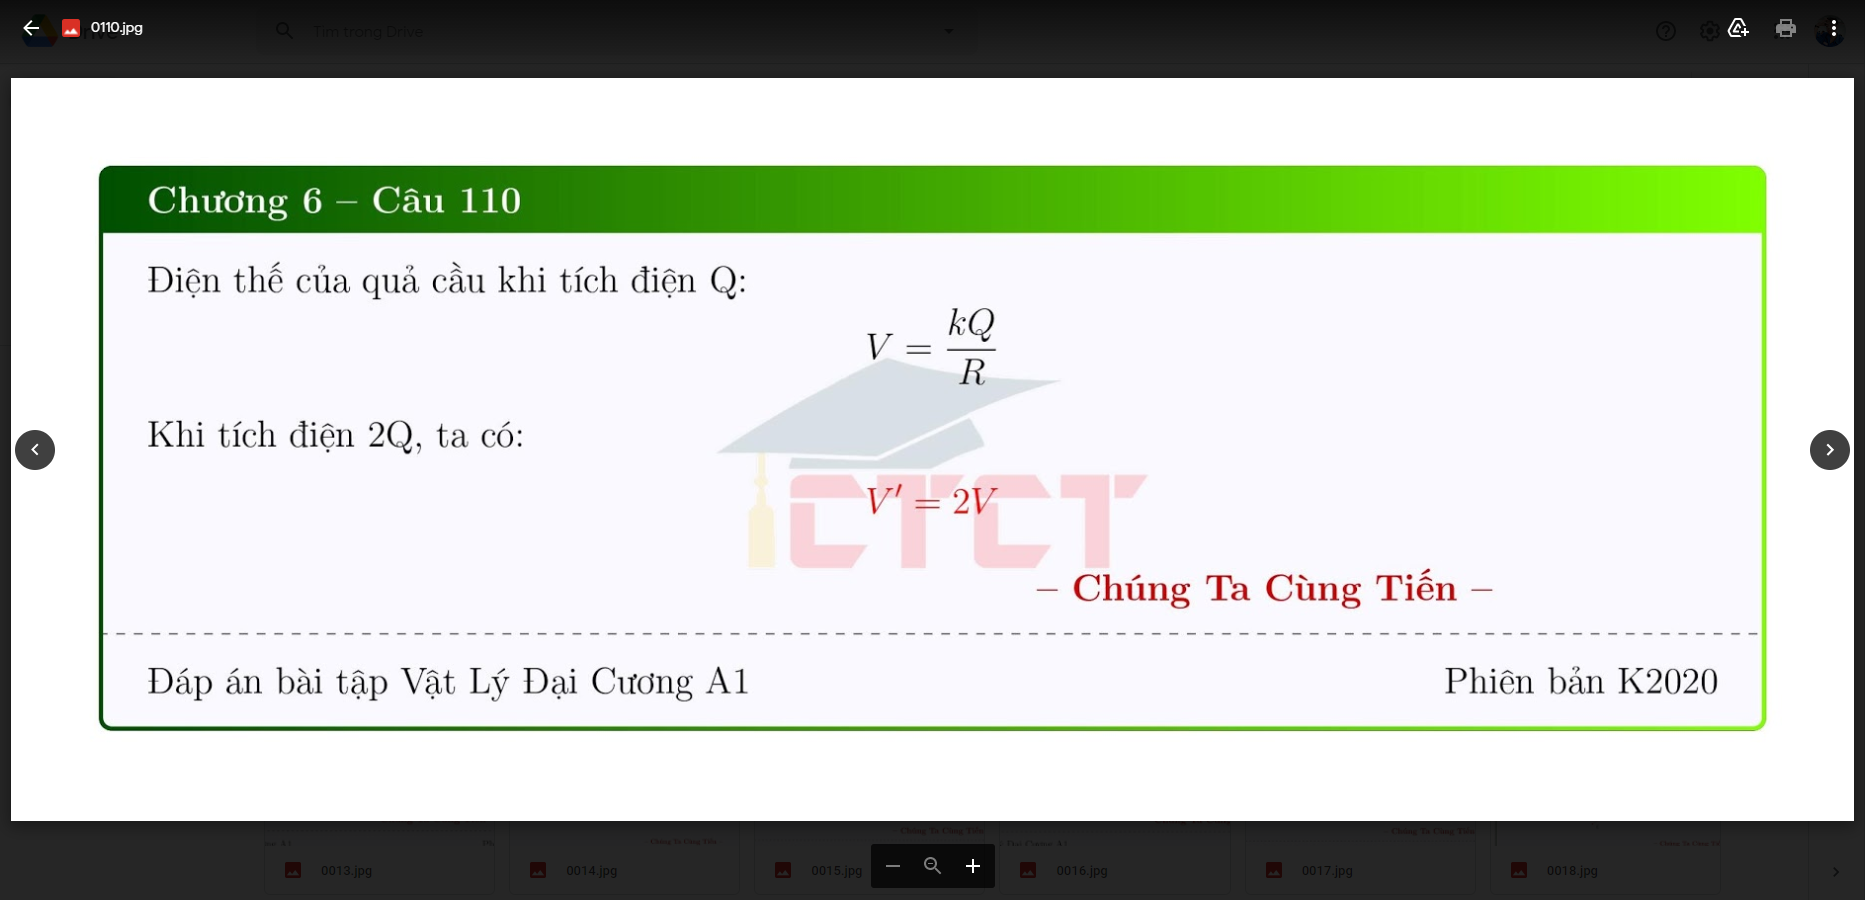 0110.jpg
Tìm trong Drive
Chương 6 – Câu 110
Điện thế của quả cầu khi tích điện Q:
V = kQ/R
Khi tích điện 2Q, ta có:
V′ = 2V
CTCT
– Chúng Ta Cùng Tiến –
Đáp án bài tập Vật Lý Đại Cương A1
Phiên bản K2020
0013.jpg
0014.jpg
0015.jpg
0016.jpg
0017.jpg
0018.jpg